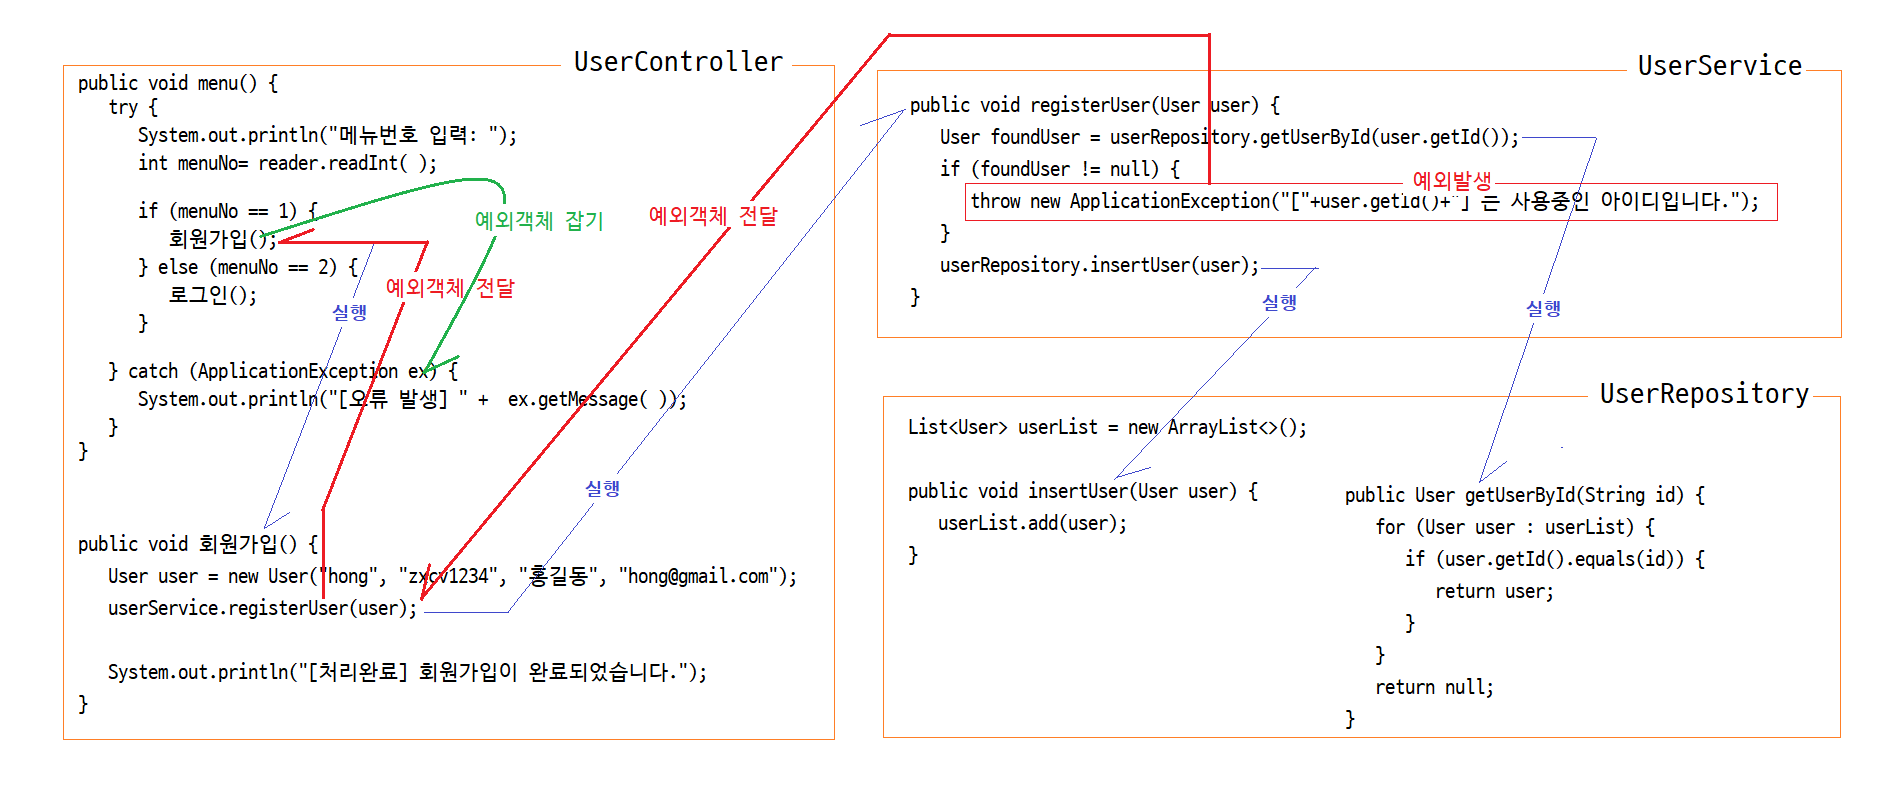 UserController
public void menu() {
try {
System.out.println("메뉴번호 입력: ");
int menuNo= reader.readInt( );
if (menuNo == 1) {
회원가입();
} else (menuNo == 2) {
로그인();
}
} catch (ApplicationException ex) {
System.out.println("[오류 발생] " +  ex.getMessage( ));
}
}
public void 회원가입() {
User user = new User("hong", "zxcv1234", "홍길동", "hong@gmail.com");
userService.registerUser(user);
System.out.println("[처리완료] 회원가입이 완료되었습니다.");
}
예외객체 잡기
예외객체 전달
실행
예외객체 전달
실행
UserService
public void registerUser(User user) {
User foundUser = userRepository.getUserById(user.getId());
if (foundUser != null) {
예외발생
throw new ApplicationException("["+user.getId()+"] 는 사용중인 아이디입니다.");
}
userRepository.insertUser(user);
}
실행
실행
UserRepository
List<User> userList = new ArrayList<>();
public void insertUser(User user) {
userList.add(user);
}
public User getUserById(String id) {
for (User user : userList) {
if (user.getId().equals(id)) {
return user;
}
}
return null;
}